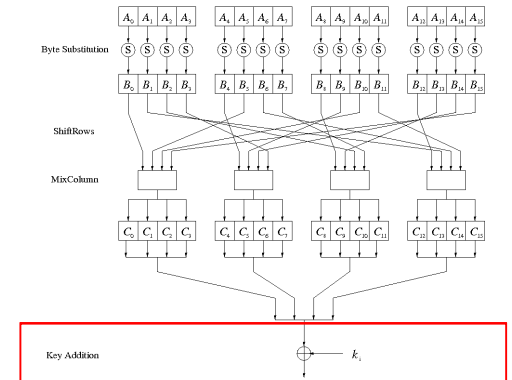 A₀ A₁ A₂ A₃ A₄ A₅ A₆ A₇ A₈ A₉ A₁₀ A₁₁ A₁₂ A₁₃ A₁₄ A₁₅
Byte Substitution S S S S S S S S S S S S S S S S
B₀ B₁ B₂ B₃ B₄ B₅ B₆ B₇ B₈ B₉ B₁₀ B₁₁ B₁₂ B₁₃ B₁₄ B₁₅
ShiftRows
MixColumn
C₀ C₁ C₂ C₃ C₄ C₅ C₆ C₇ C₈ C₉ C₁₀ C₁₁ C₁₂ C₁₃ C₁₄ C₁₅
Key Addition kᵢ